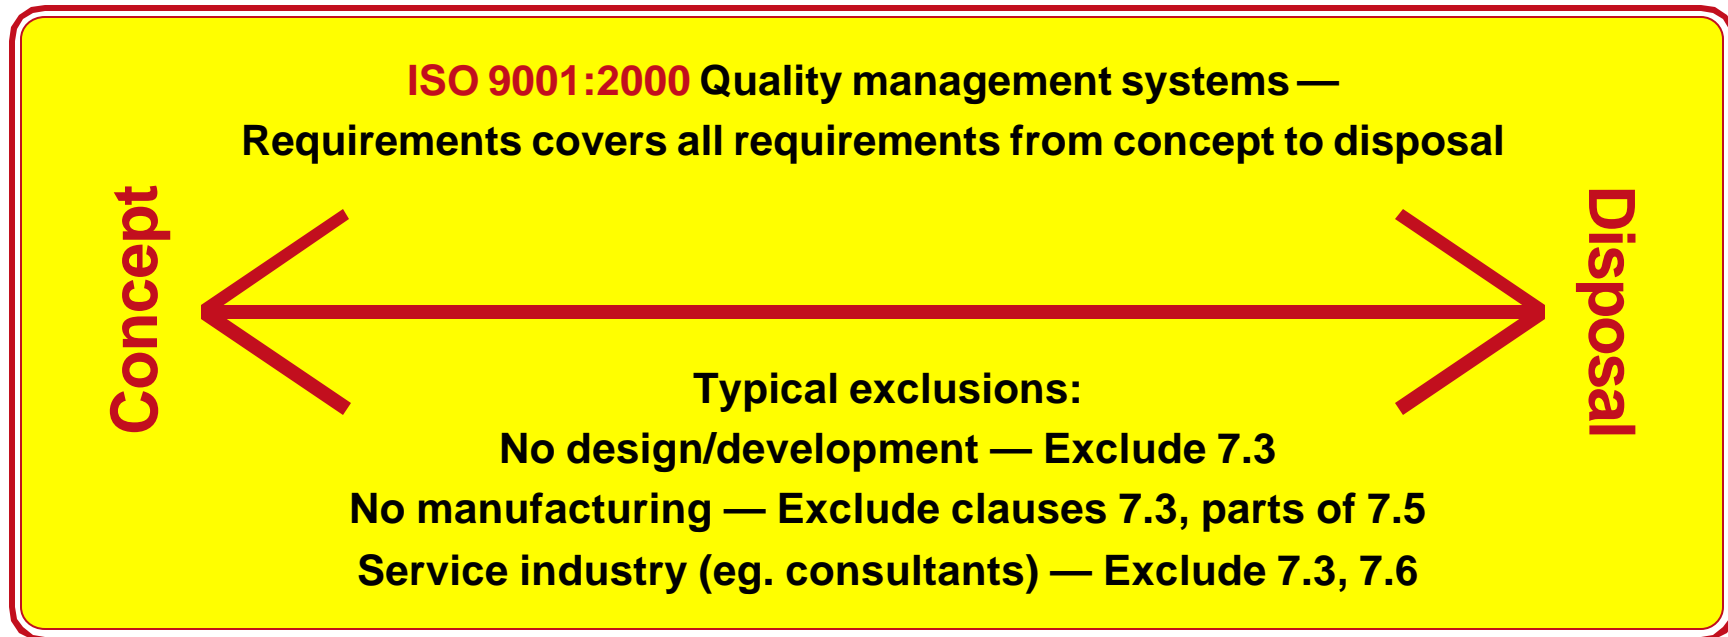 ISO 9001:2000 Quality management systems —
Requirements covers all requirements from concept to disposal
Concept
Disposal
Typical exclusions:
No design/development — Exclude 7.3
No manufacturing — Exclude clauses 7.3, parts of 7.5
Service industry (eg. consultants) — Exclude 7.3, 7.6